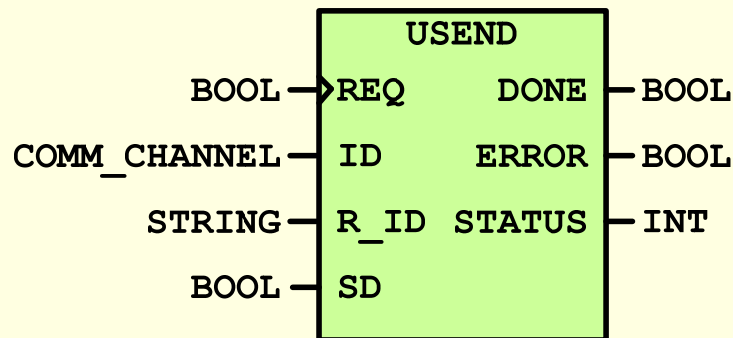 USEND
BOOL REQ DONE BOOL
COMM_CHANNEL ID ERROR BOOL
STRING R_ID STATUS INT
BOOL SD